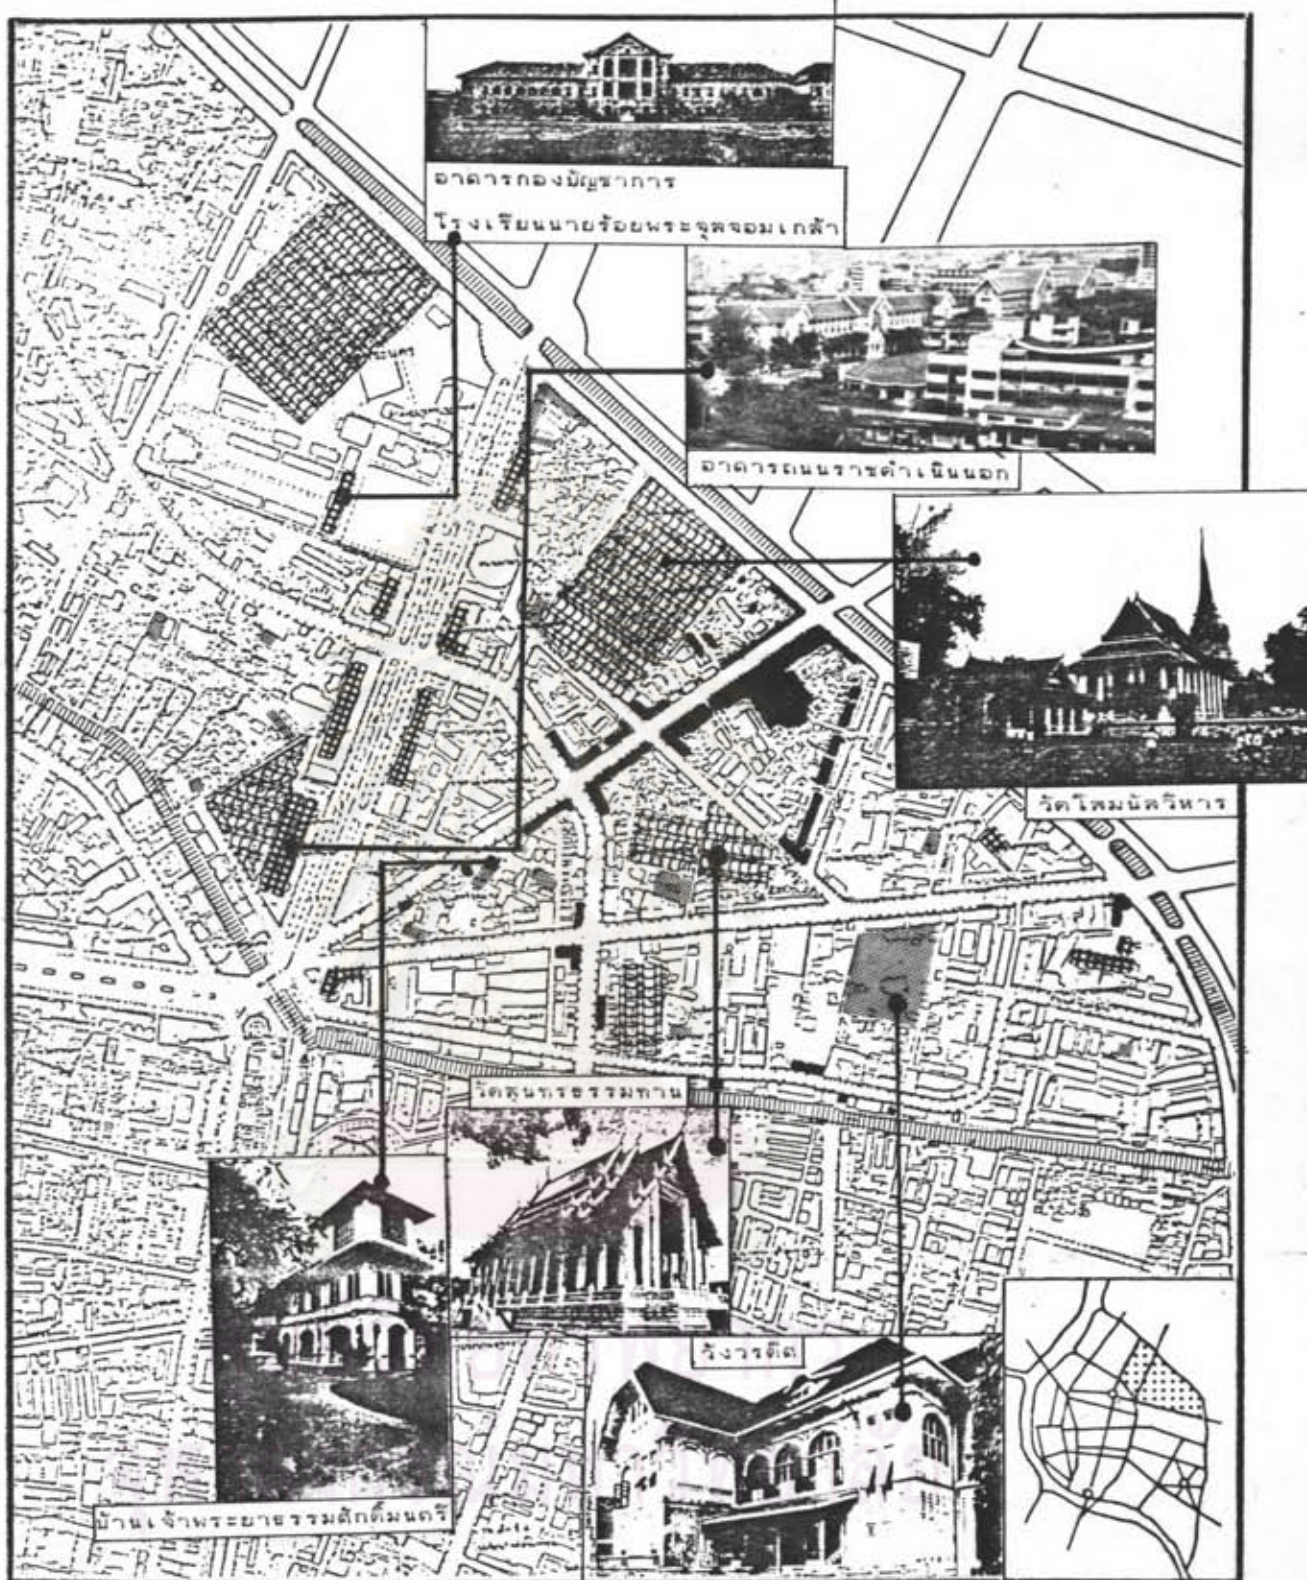 อาคารกองบัญชาการ
โรงเรียนนายร้อยพระจุลจอมเกล้า
อาคารถนนราชดำเนินนอก
วัดโสมนัสวิหาร
วัดสุนทรธรรมทาน
วังวรดิศ
บ้านเจ้าพระยาธรรมศักดิ์มนตรี